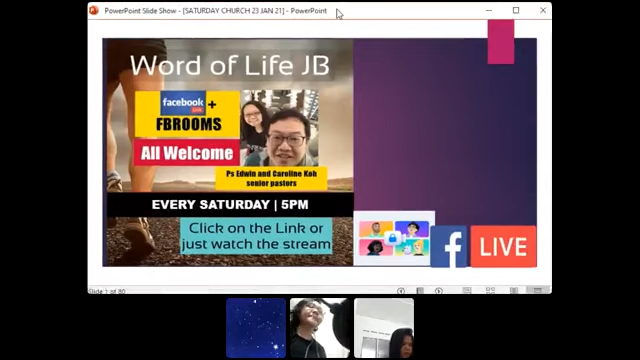 PowerPoint Slide Show - [SATURDAY CHURCH 23 JAN 21] - PowerPoint
Word of Life JB
facebook +
LIVE
FBROOMS
All Welcome
Ps Edwin and Caroline Koh
senior pastors
EVERY SATURDAY | 5PM
Click on the Link or
just watch the stream
f LIVE
Slide 1 of 80